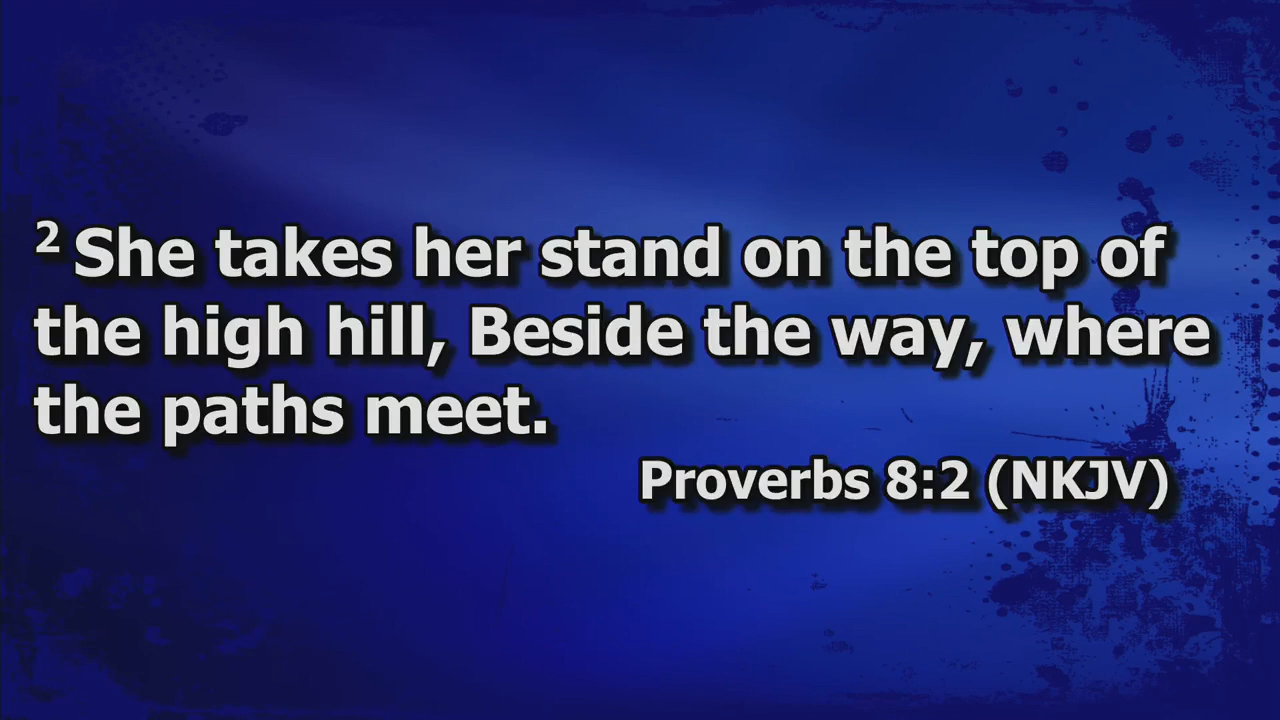 2 She takes her stand on the top of
the high hill, Beside the way, where
the paths meet.
Proverbs 8:2 (NKJV)